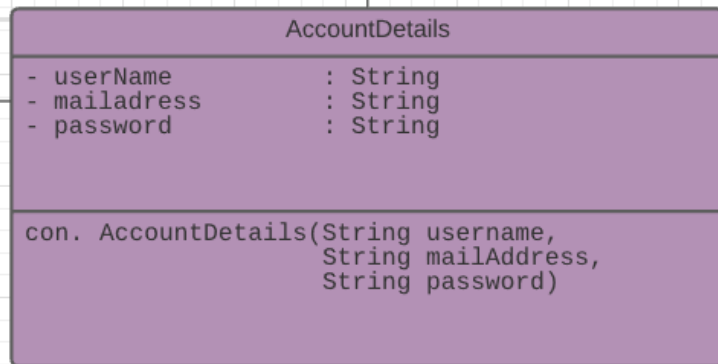 AccountDetails
- userName : String
- mailadress : String
- password : String
con. AccountDetails(String username,
String mailAddress,
String password)